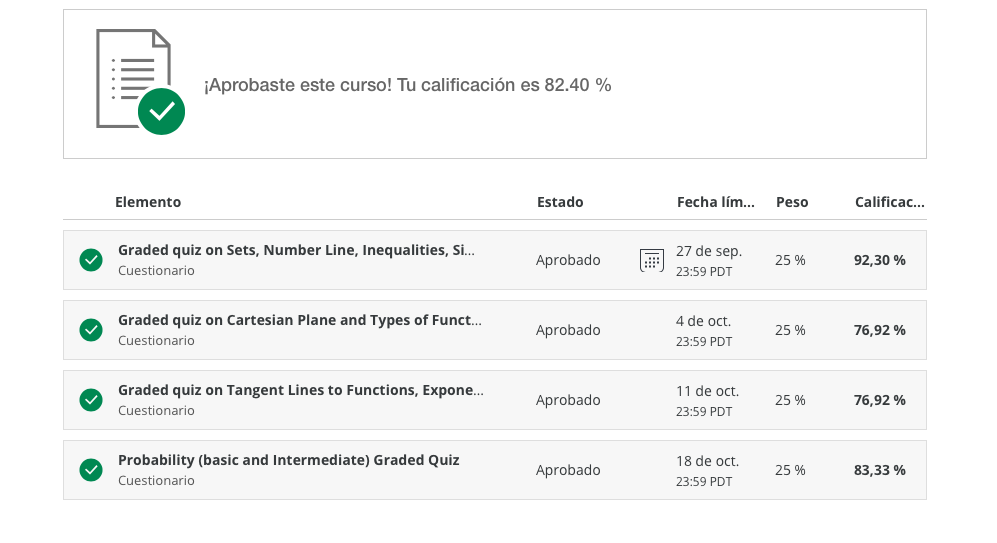 ¡Aprobaste este curso! Tu calificación es 82.40 %
Elemento Estado Fecha lím... Peso Calificac...
Graded quiz on Sets, Number Line, Inequalities, Si...
Cuestionario
Aprobado
27 de sep.
23:59 PDT
25 %
92,30 %
Graded quiz on Cartesian Plane and Types of Funct...
Cuestionario
Aprobado
4 de oct.
23:59 PDT
25 %
76,92 %
Graded quiz on Tangent Lines to Functions, Expone...
Cuestionario
Aprobado
11 de oct.
23:59 PDT
25 %
76,92 %
Probability (basic and Intermediate) Graded Quiz
Cuestionario
Aprobado
18 de oct.
23:59 PDT
25 %
83,33 %